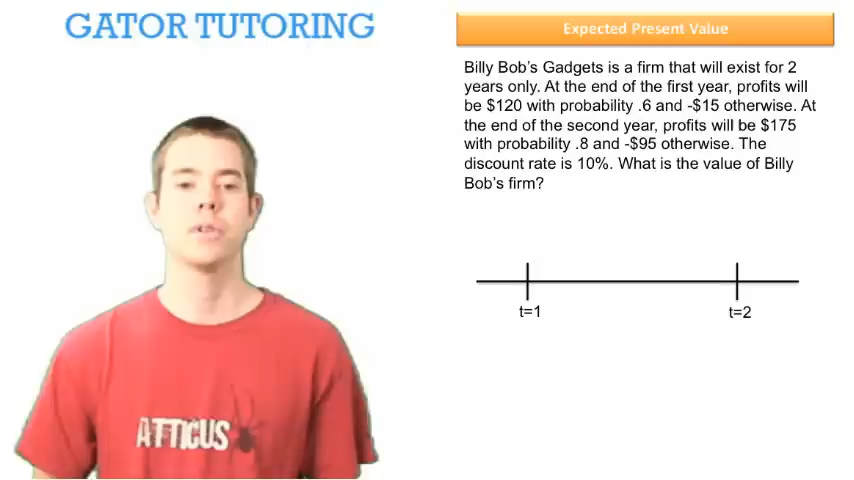 GATOR TUTORING
Expected Present Value
Billy Bob's Gadgets is a firm that will exist for 2
years only. At the end of the first year, profits will
be $120 with probability .6 and -$15 otherwise. At
the end of the second year, profits will be $175
with probability .8 and -$95 otherwise. The
discount rate is 10%. What is the value of Billy
Bob's firm?
t=1
t=2
ATTICUS